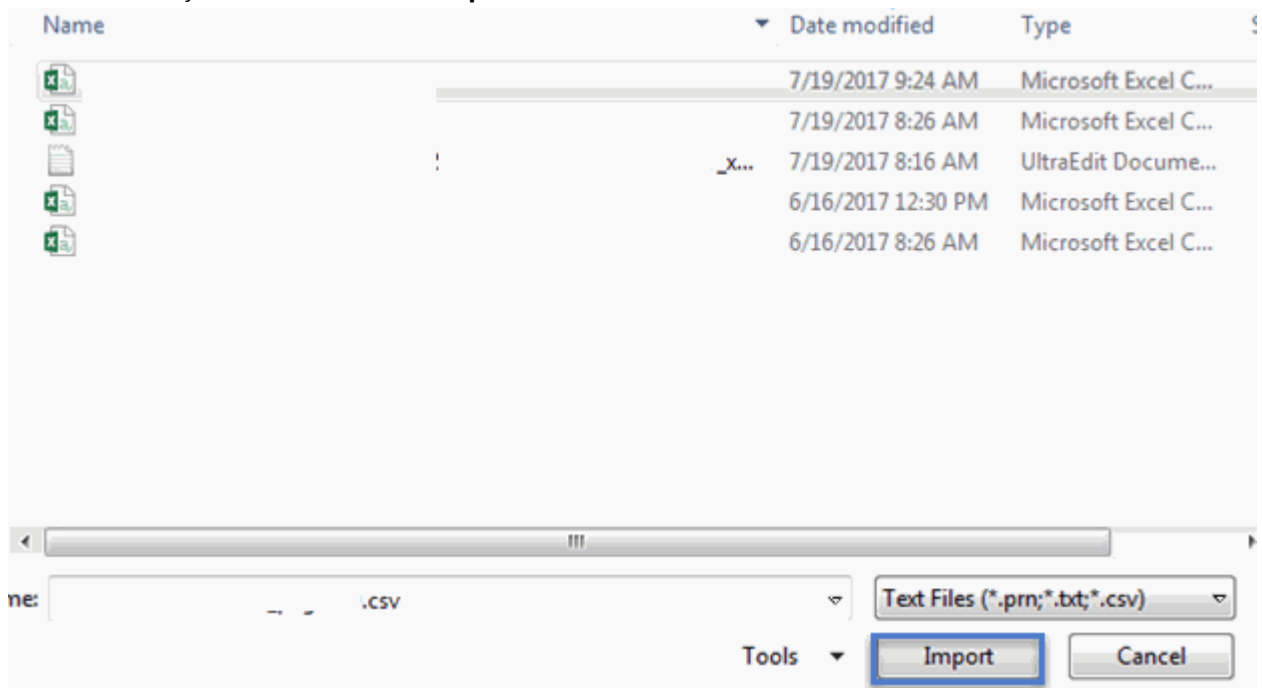 Name Date modified Type
7/19/2017 9:24 AM Microsoft Excel C...
7/19/2017 8:26 AM Microsoft Excel C...
_x... 7/19/2017 8:16 AM UltraEdit Docume...
6/16/2017 12:30 PM Microsoft Excel C...
6/16/2017 8:26 AM Microsoft Excel C...
me: .csv Text Files (*.prn;*.txt;*.csv)
Tools Import Cancel